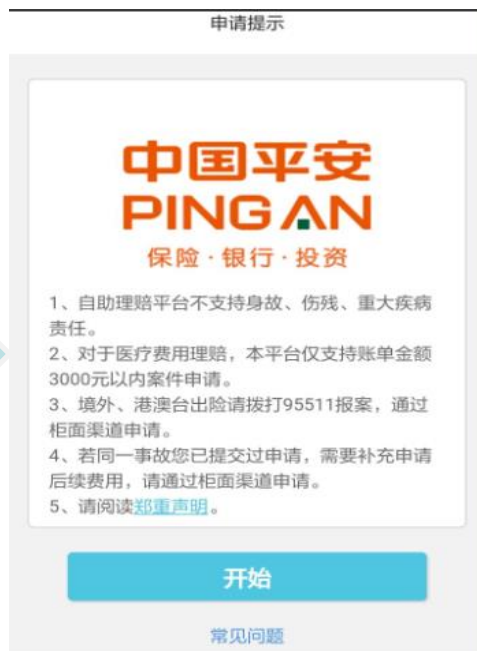 申请提示
中国平安
PING AN
保险·银行·投资
1、自助理赔平台不支持身故、伤残、重大疾病
责任。
2、对于医疗费用理赔，本平台仅支持账单金额
3000元以内案件申请。
3、境外、港澳台出险请拨打95511报案，通过
柜面渠道申请。
4、若同一事故您已提交过申请，需要补充申请
后续费用，请通过柜面渠道申请。
5、请阅读郑重声明。
开始
常见问题